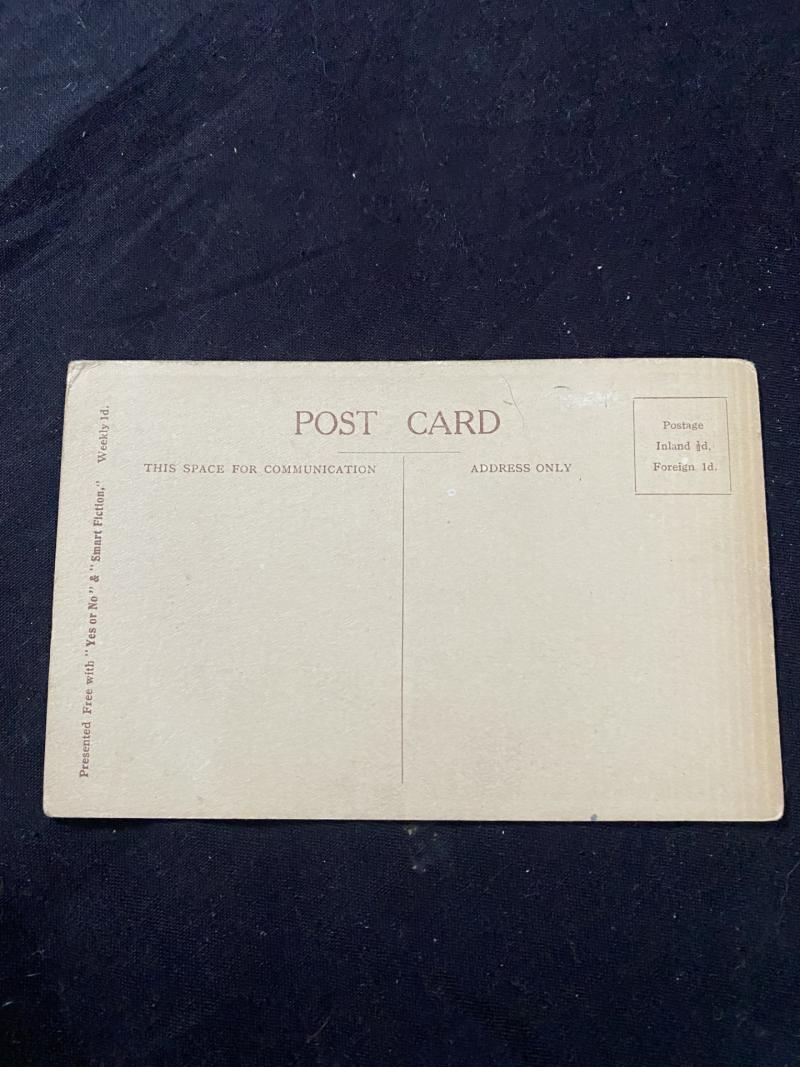 POST CARD
THIS SPACE FOR COMMUNICATION
ADDRESS ONLY
Postage
Inland ½d,
Foreign 1d.
Presented Free with "Yes or No" & "Smart Fiction," Weekly 1d.